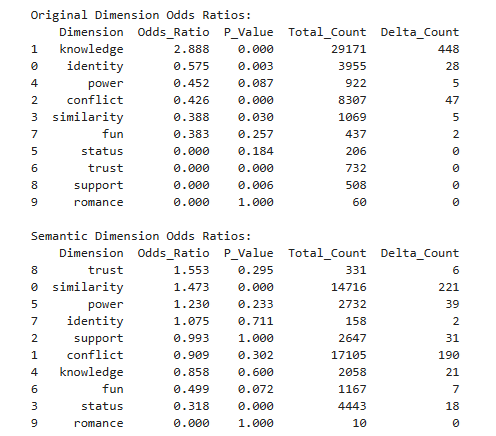 Original Dimension Odds Ratios:
Dimension Odds_Ratio P_Value Total_Count Delta_Count
1 knowledge 2.888 0.000 29171 448
0 identity 0.575 0.003 3955 28
4 power 0.452 0.087 922 5
2 conflict 0.426 0.000 8307 47
3 similarity 0.388 0.030 1069 5
7 fun 0.383 0.257 437 2
5 status 0.000 0.184 206 0
6 trust 0.000 0.000 732 0
8 support 0.000 0.006 508 0
9 romance 0.000 1.000 60 0
Semantic Dimension Odds Ratios:
Dimension Odds_Ratio P_Value Total_Count Delta_Count
8 trust 1.553 0.295 331 6
0 similarity 1.473 0.000 14716 221
5 power 1.230 0.233 2732 39
7 identity 1.075 0.711 158 2
2 support 0.993 1.000 2647 31
1 conflict 0.909 0.302 17105 190
4 knowledge 0.858 0.600 2058 21
6 fun 0.499 0.072 1167 7
3 status 0.318 0.000 4443 18
9 romance 0.000 1.000 10 0